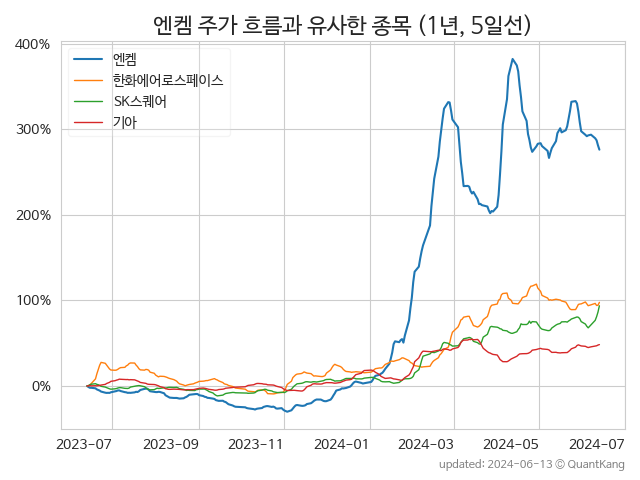 엔켐 주가 흐름과 유사한 종목 (1년, 5일선)
400%
300%
200%
100%
0%
엔켐
한화에어로스페이스
SK스퀘어
기아
2023-07
2023-09
2023-11
2024-01
2024-03
2024-05
2024-07
updated: 2024-06-13 © QuantKang